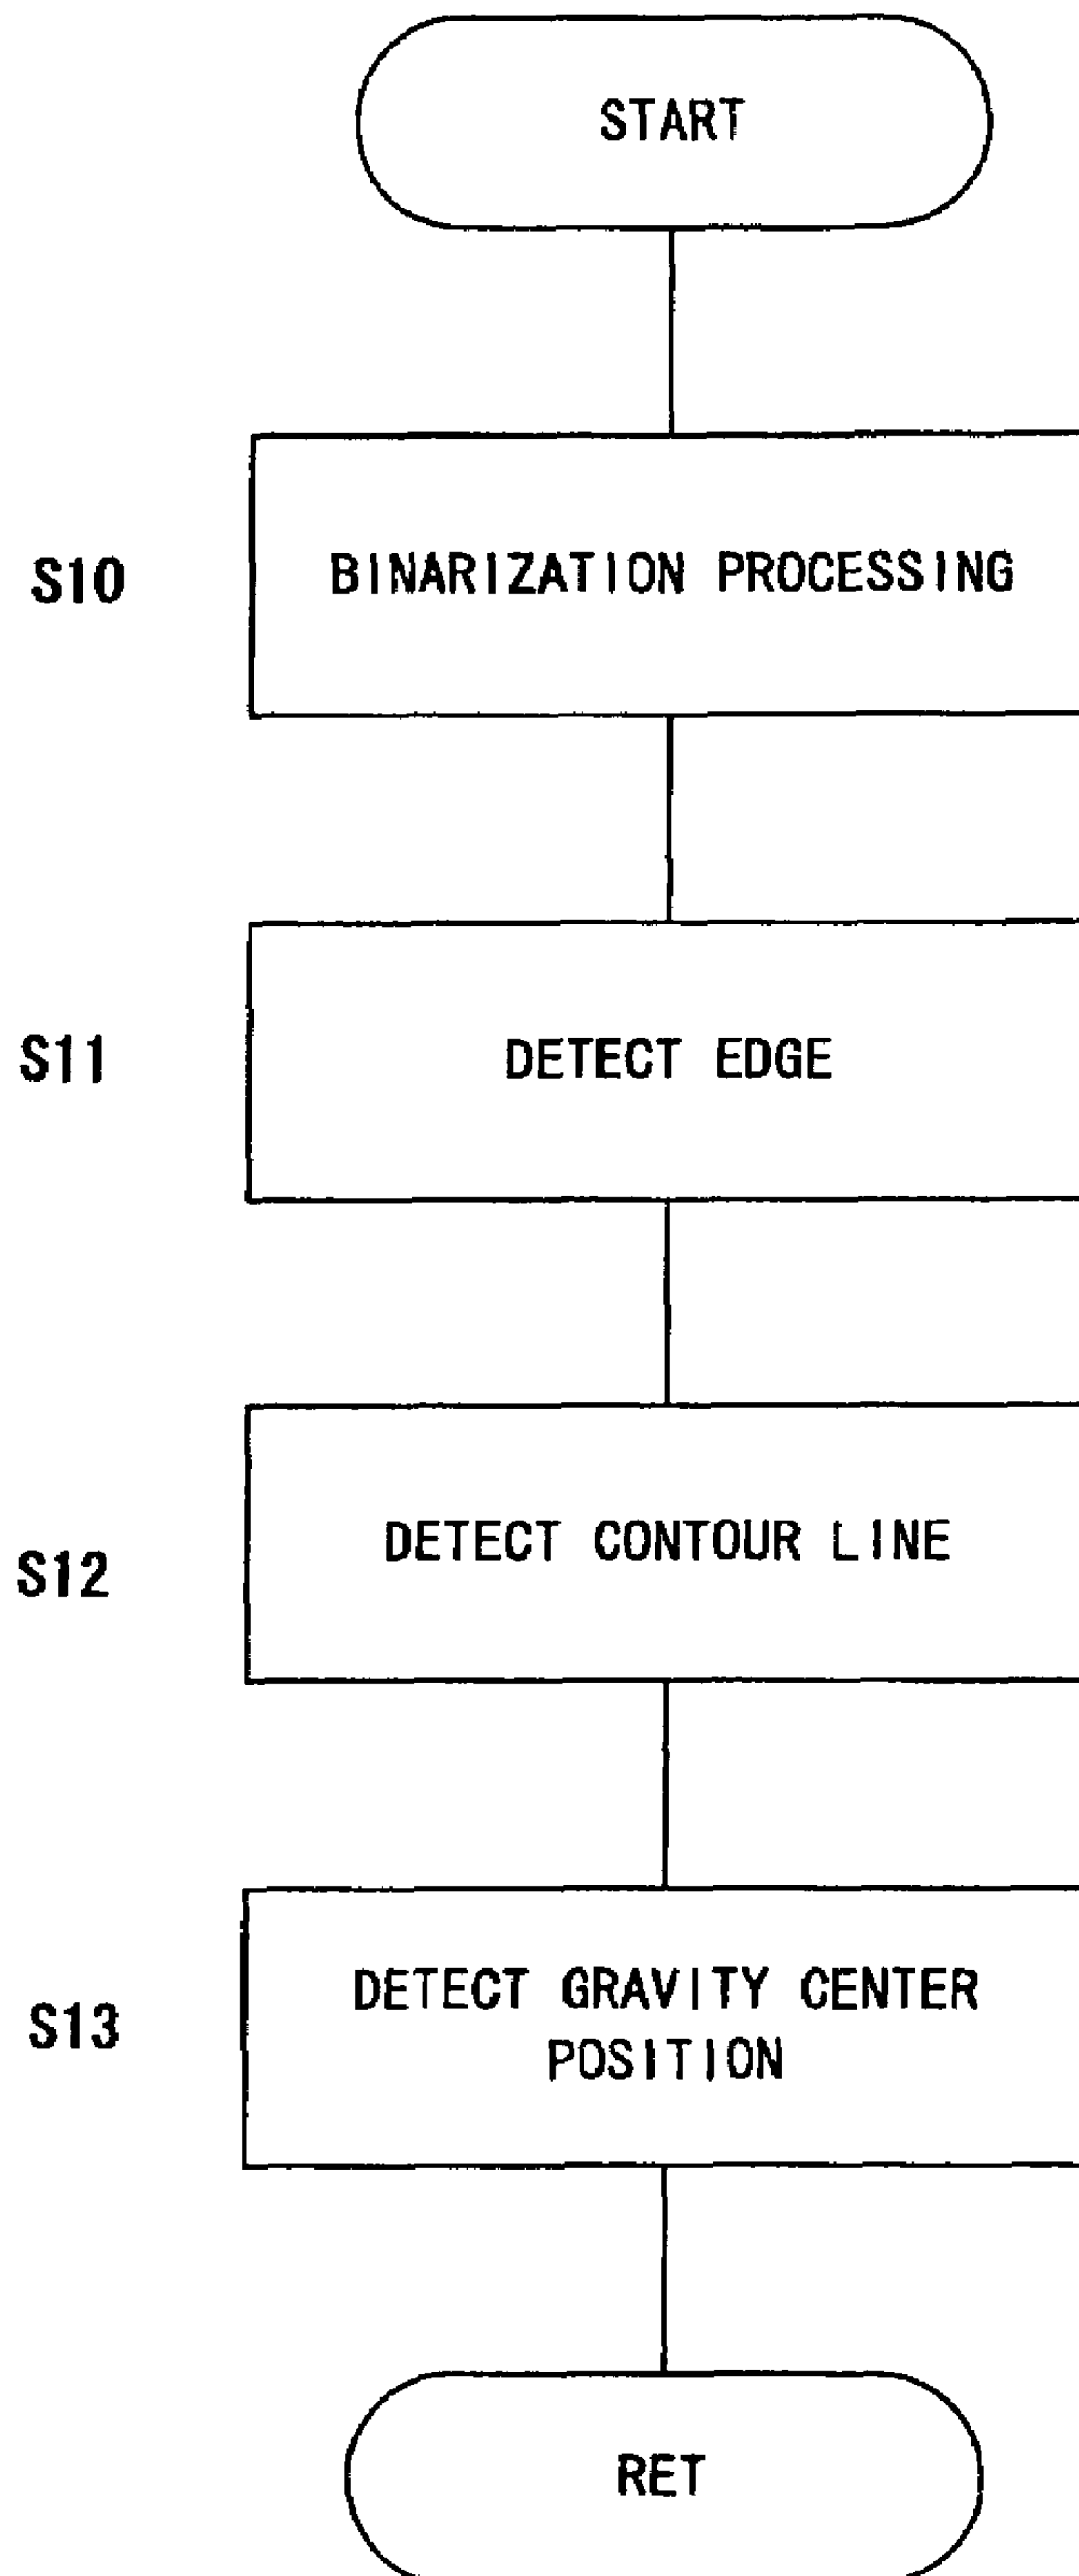 START
S10
BINARIZATION PROCESSING
S11
DETECT EDGE
S12
DETECT CONTOUR LINE
S13
DETECT GRAVITY CENTER
POSITION
RET